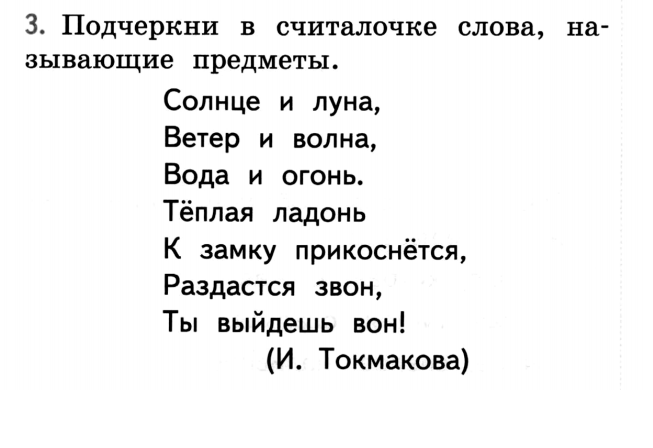 3. Подчеркни в считалочке слова, на-
зывающие предметы.
Солнце и луна,
Ветер и волна,
Вода и огонь.
Тёплая ладонь
К замку прикоснётся,
Раздастся звон,
Ты выйдешь вон!
(И. Токмакова)